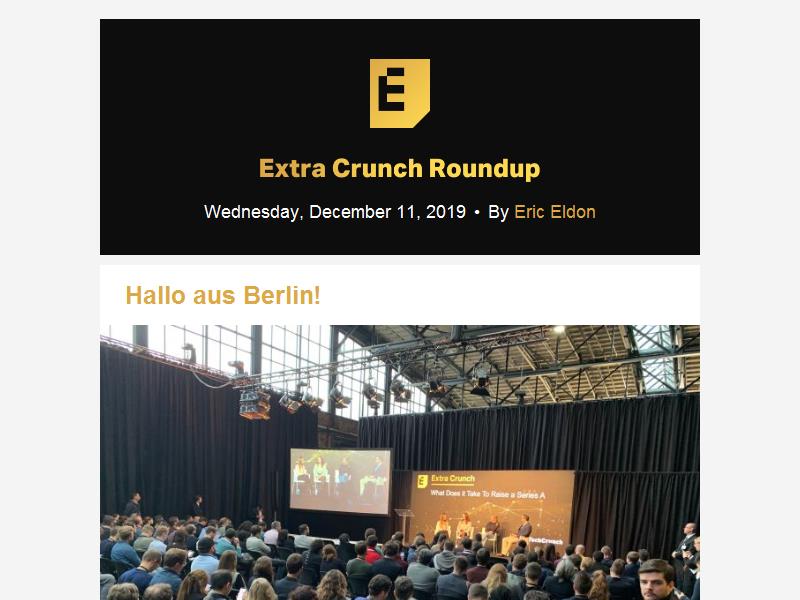 E
Extra Crunch Roundup
Wednesday, December 11, 2019 • By Eric Eldon
Hallo aus Berlin!
E Extra Crunch
What Does it Take To Raise a Series A
TechCrunch